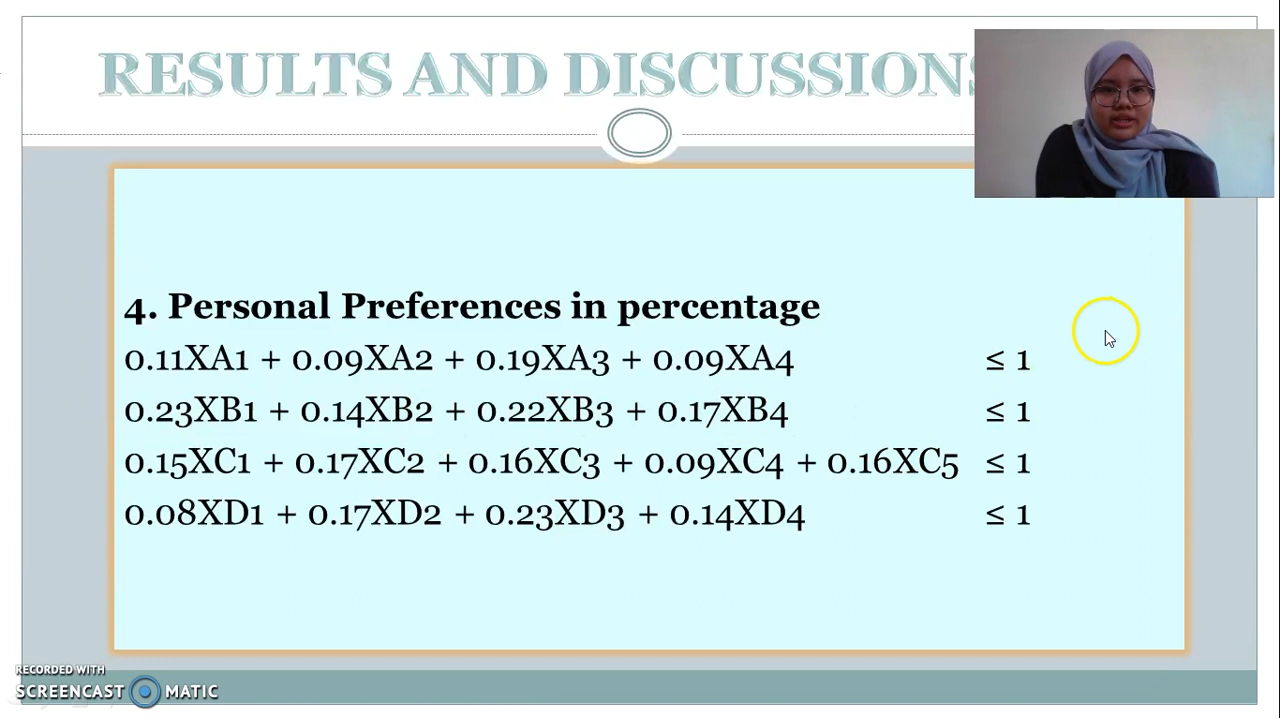 RESULTS AND DISCUSSIONS
4. Personal Preferences in percentage
0.11XA1 + 0.09XA2 + 0.19XA3 + 0.09XA4 ≤ 1
0.23XB1 + 0.14XB2 + 0.22XB3 + 0.17XB4 ≤ 1
0.15XC1 + 0.17XC2 + 0.16XC3 + 0.09XC4 + 0.16XC5 ≤ 1
0.08XD1 + 0.17XD2 + 0.23XD3 + 0.14XD4 ≤ 1
RECORDED WITH
SCREENCAST MATIC